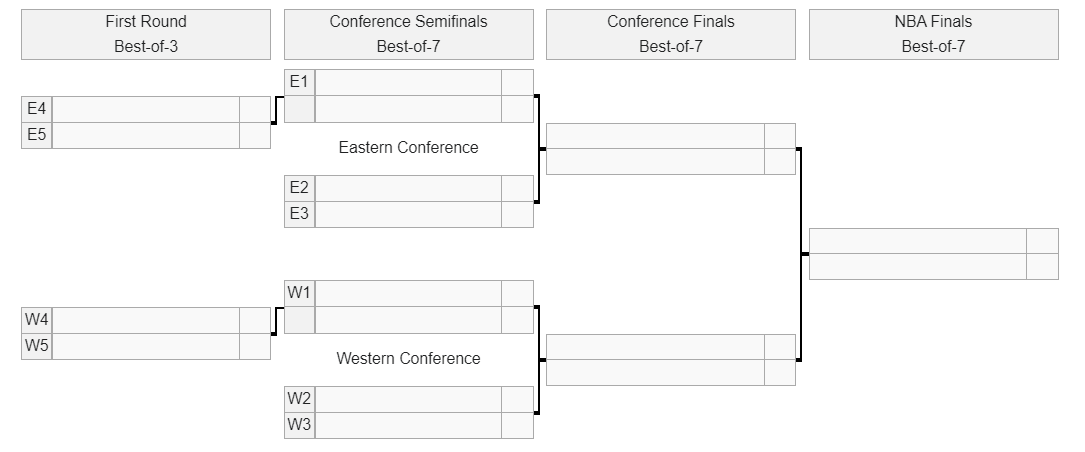 First Round
Best-of-3
Conference Semifinals
Best-of-7
Conference Finals
Best-of-7
NBA Finals
Best-of-7
E1
E4
E5
Eastern Conference
E2
E3
W1
W4
W5
Western Conference
W2
W3